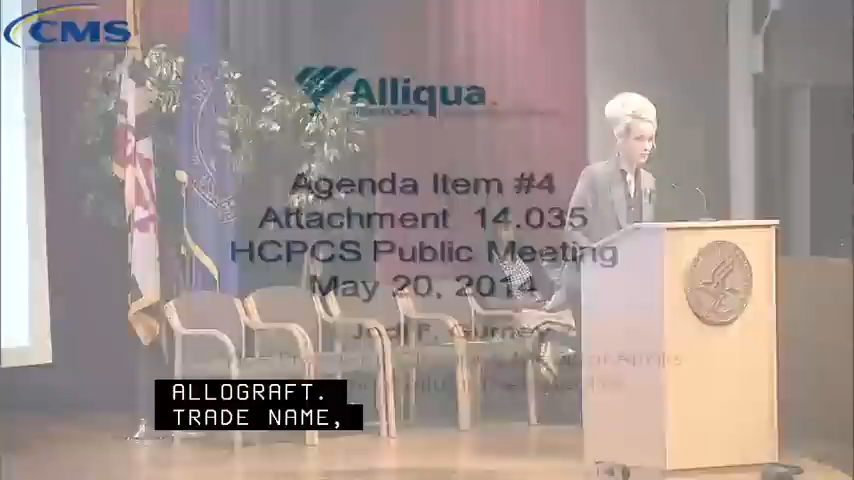 CMS
Alliqua
Agenda Item #4
Attachment 14.035
HCPCS Public Meeting
May 20, 2014
ALLOGRAFT.
TRADE NAME,